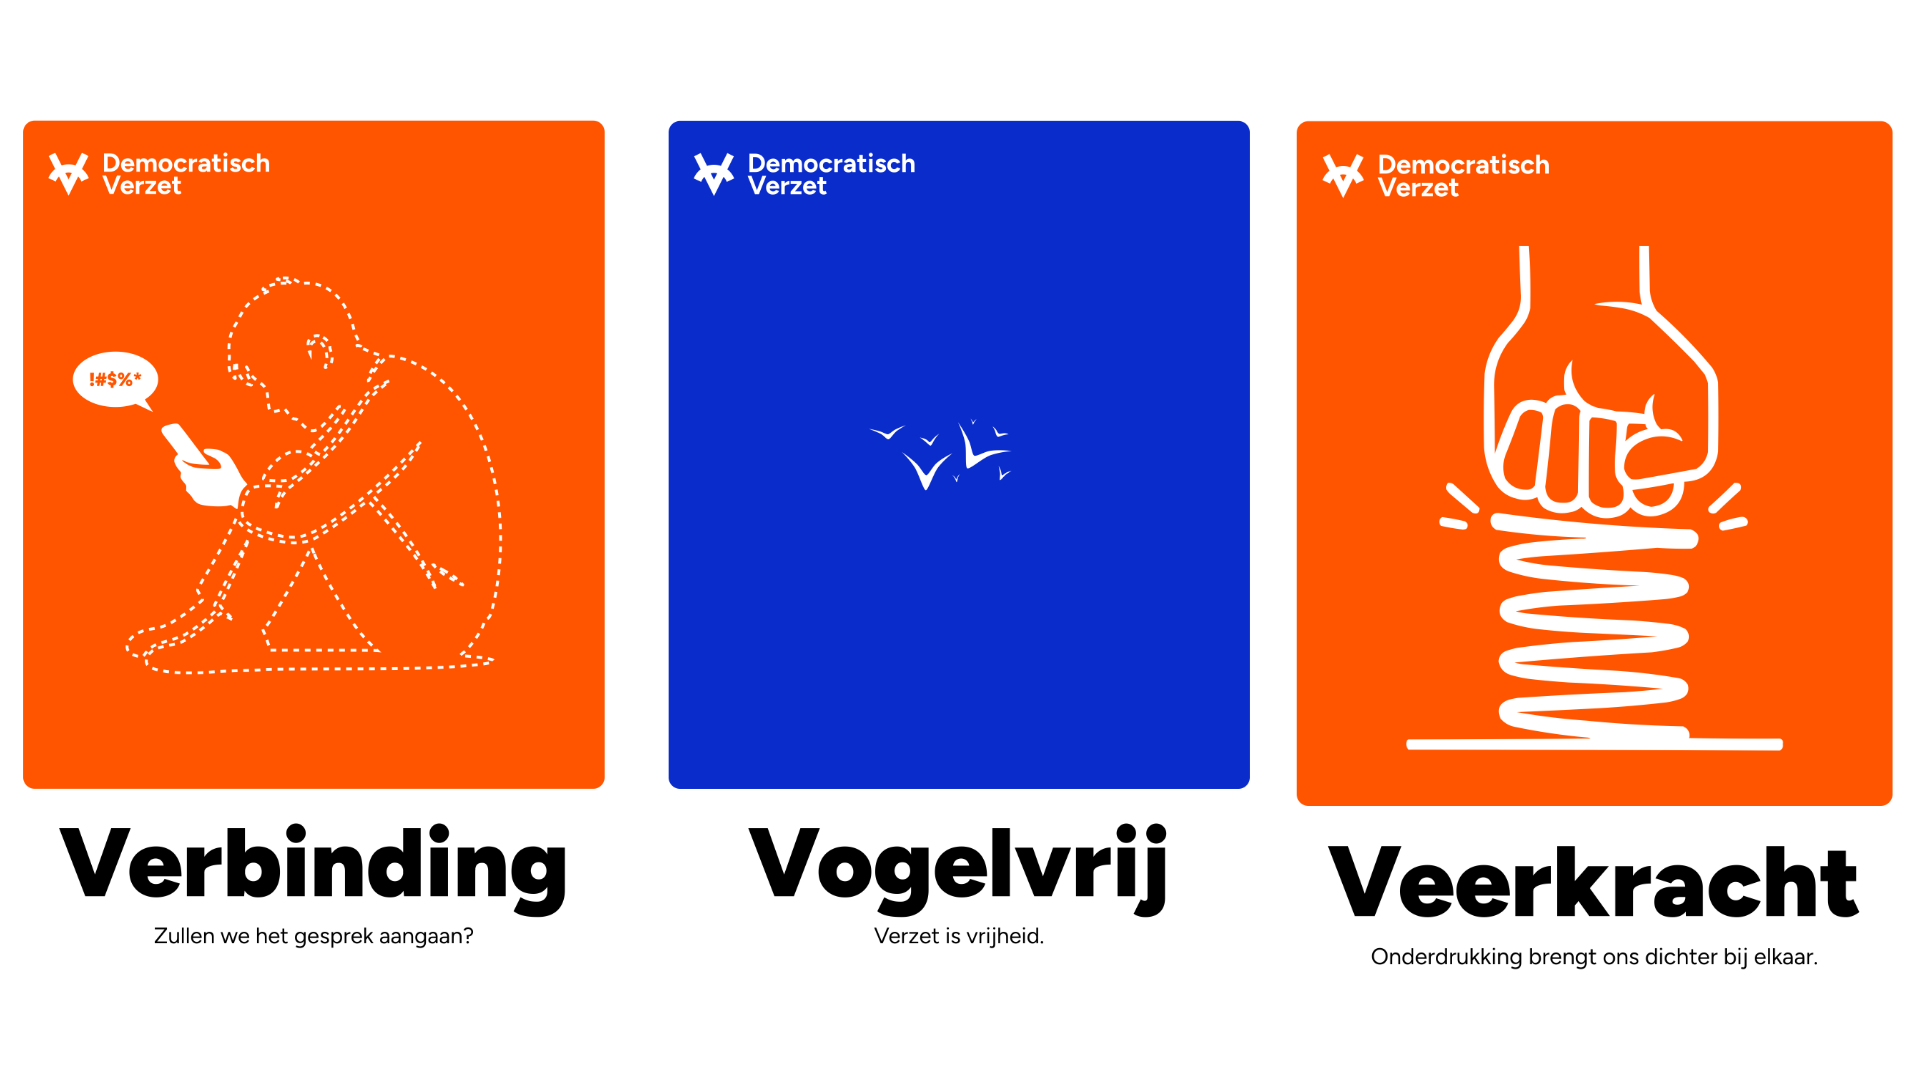 Democratisch
Verzet
!#$%*
Verbinding
Zullen we het gesprek aangaan?
Democratisch
Verzet
Vogelvrij
Verzet is vrijheid.
Democratisch
Verzet
Veerkracht
Onderdrukking brengt ons dichter bij elkaar.